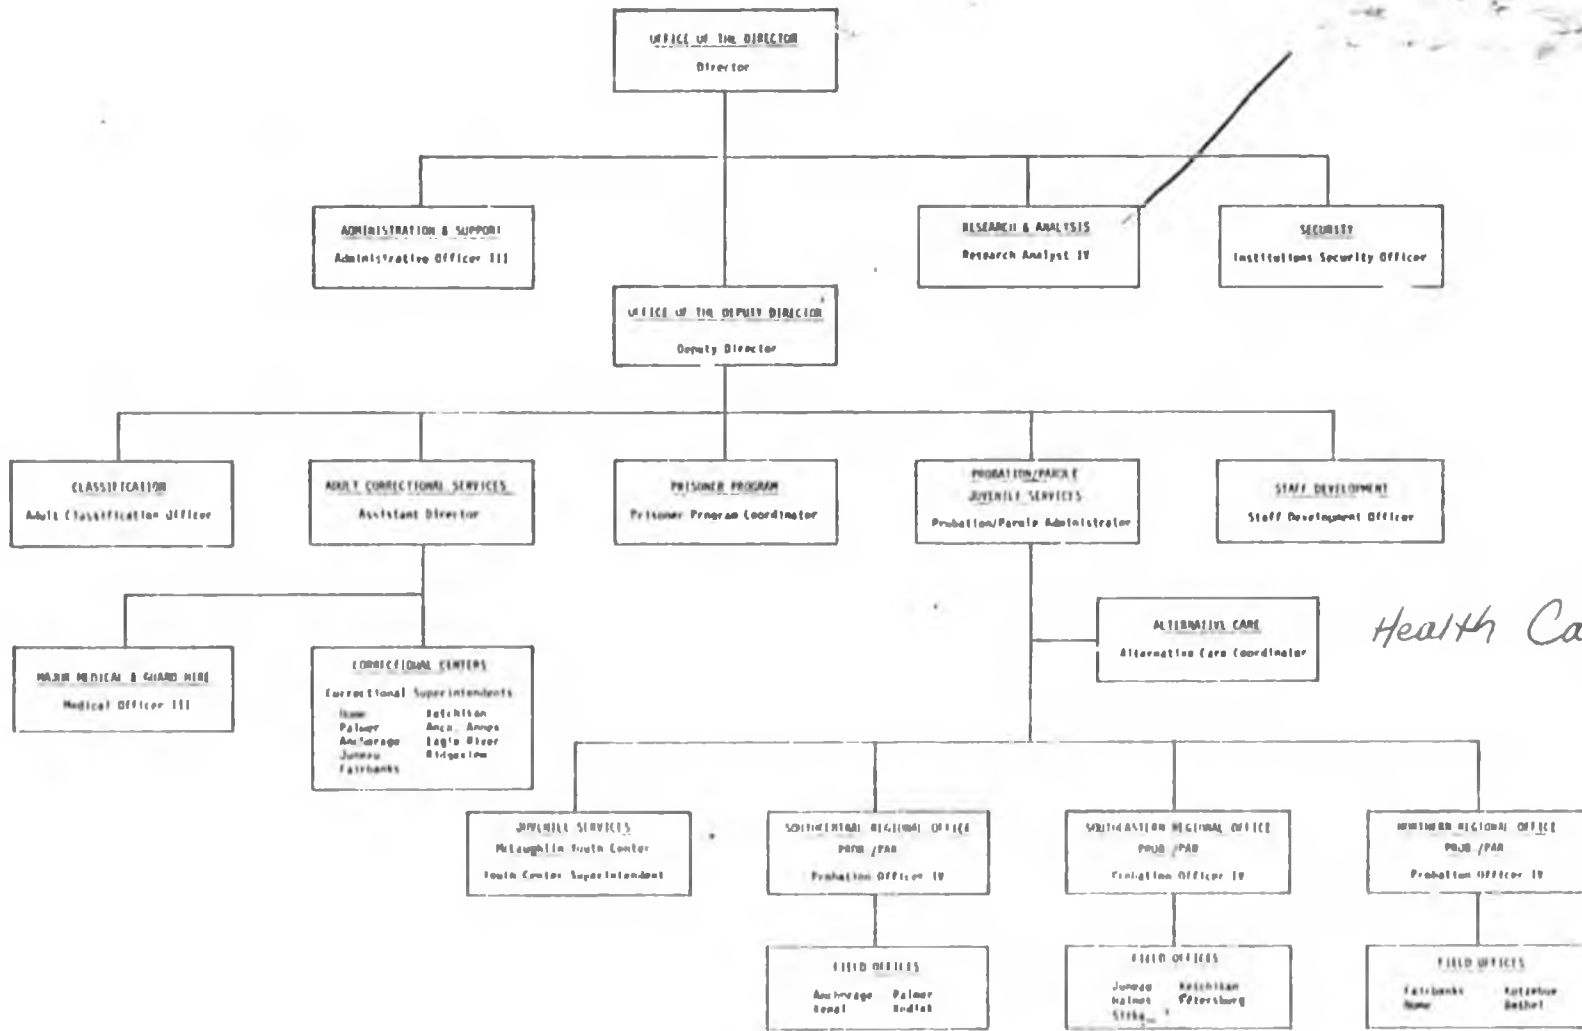 OFFICE OF THE DIRECTOR
Director
ADMINISTRATION & SUPPORT
Administrative Officer III
RESEARCH & ANALYSIS
Research Analyst IV
SECURITY
Institutions Security Officer
OFFICE OF THE DEPUTY DIRECTOR
Deputy Director
CLASSIFICATION
Adult Classification Officer
ADULT CORRECTIONAL SERVICES
Assistant Director
PRISONER PROGRAM
Prisoner Program Coordinator
PROBATION/PAROLE
JUVENILE SERVICES
Probation/Parole Administrator
STAFF DEVELOPMENT
Staff Development Officer
ALTERNATIVE CARE
Alternative Care Coordinator
Health Ca
MAJOR MEDICAL & GUARD HIRE
Medical Officer III
CORRECTIONAL CENTERS
Correctional Superintendents
Nome Ketchikan
Palmer Anca. Annex
Anchorage Eagle River
Juneau Ridgeview
Fairbanks
JUVENILE SERVICES
McLaughlin Youth Center
Youth Center Superintendent
SOUTHCENTRAL REGIONAL OFFICE
PROB./PAR
Probation Officer IV
SOUTHEASTERN REGIONAL OFFICE
PROB./PAR
Probation Officer IV
NORTHERN REGIONAL OFFICE
PROB./PAR
Probation Officer IV
FIELD OFFICES
Anchorage Palmer
Kenai Kodiak
FIELD OFFICES
Juneau Ketchikan
Haines Petersburg
Sitka
FIELD OFFICES
Fairbanks Kotzebue
Nome Bethel